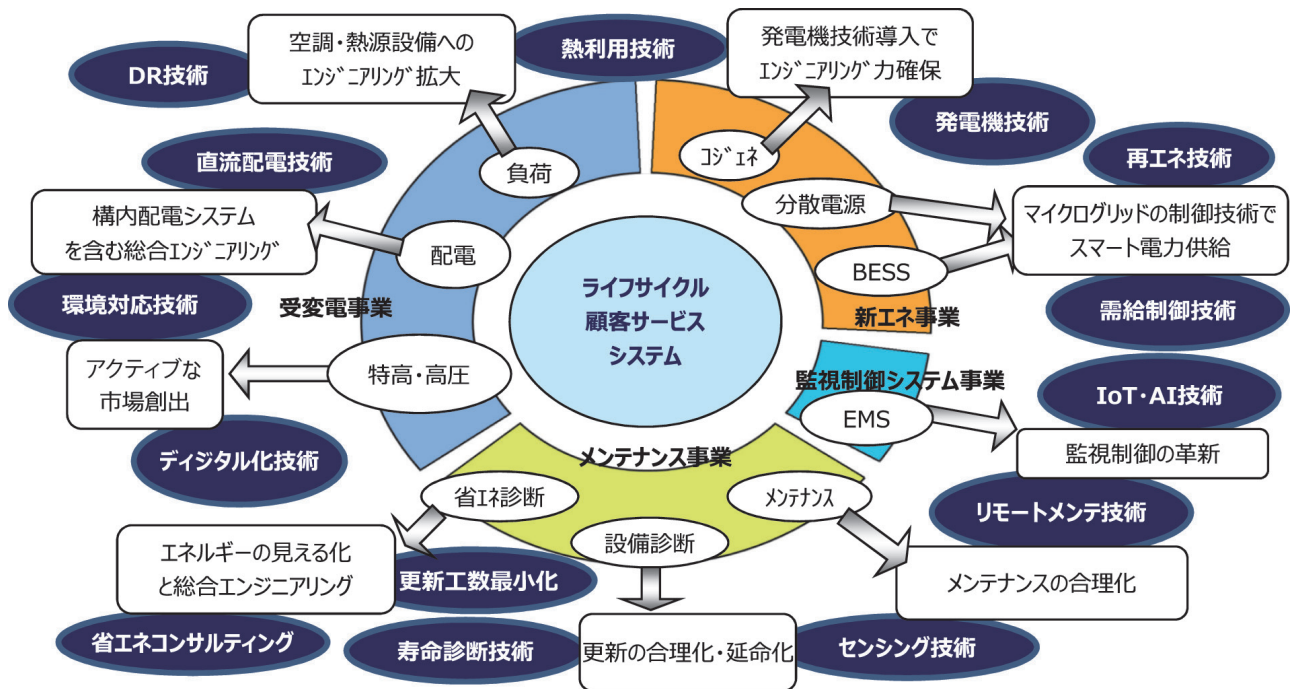 空調・熱源設備への
ｴﾝｼﾞﾆｱﾘﾝｸﾞ拡大
熱利用技術
発電機技術導入で
ｴﾝｼﾞﾆｱﾘﾝｸﾞ力確保
DR技術
発電機技術
直流配電技術
負荷
ｺｼﾞｪﾈ
再エネ技術
構内配電システム
を含む総合ｴﾝｼﾞﾆｱﾘﾝｸﾞ
配電
分散電源
マイクログリッドの制御技術で
スマート電力供給
BESS
環境対応技術
受変電事業
ライフサイクル
顧客サービス
システム
新エネ事業
需給制御技術
アクティブな
市場創出
特高・高圧
監視制御システム事業
IoT・AI技術
EMS
ディジタル化技術
メンテナンス事業
監視制御の革新
省エネ診断
ﾒﾝﾃﾅﾝｽ
リモートメンテ技術
設備診断
エネルギーの見える化
と総合エンジニアリング
更新工数最小化
メンテナンスの合理化
省エネコンサルティング
寿命診断技術
更新の合理化・延命化
センシング技術